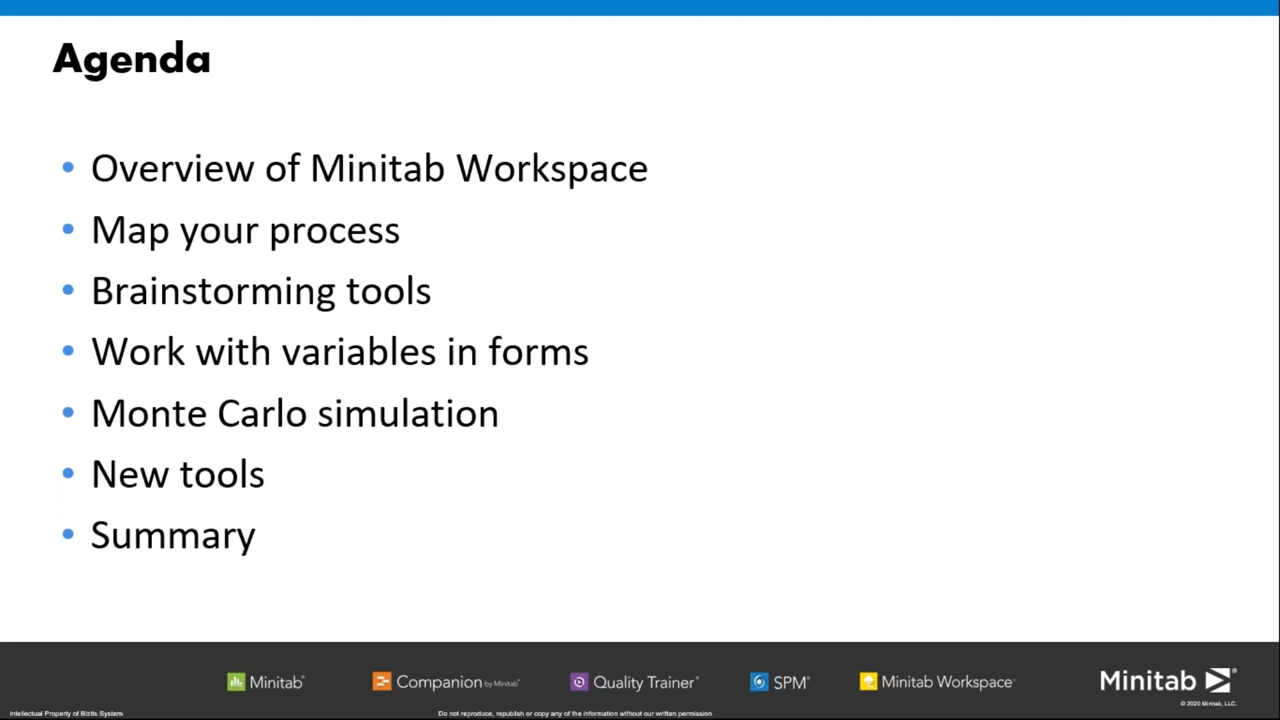 Agenda
• Overview of Minitab Workspace
• Map your process
• Brainstorming tools
• Work with variables in forms
• Monte Carlo simulation
• New tools
• Summary
Minitab® Companion by Minitab® Quality Trainer® SPM® Minitab Workspace™ Minitab®
© 2020 Minitab, LLC.
Intellectual Property of Bizits System Do not reproduce, republish or copy any of the information without our written permission